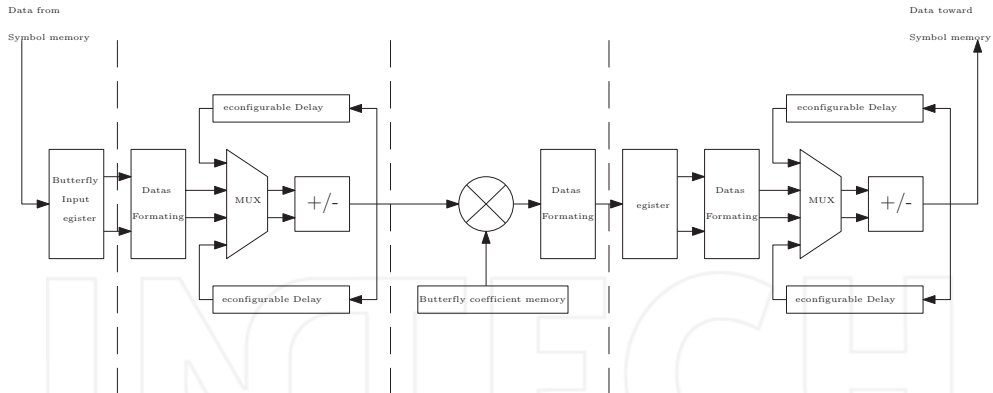 Data from
Symbol memory
Data toward
Symbol memory
econfigurable Delay
econfigurable Delay
Butterfly
Input
egister
Datas
Formating
MUX
+/-
Datas
Formating
egister
Datas
Formating
MUX
+/-
econfigurable Delay
Butterfly coefficient memory
econfigurable Delay
INTECH